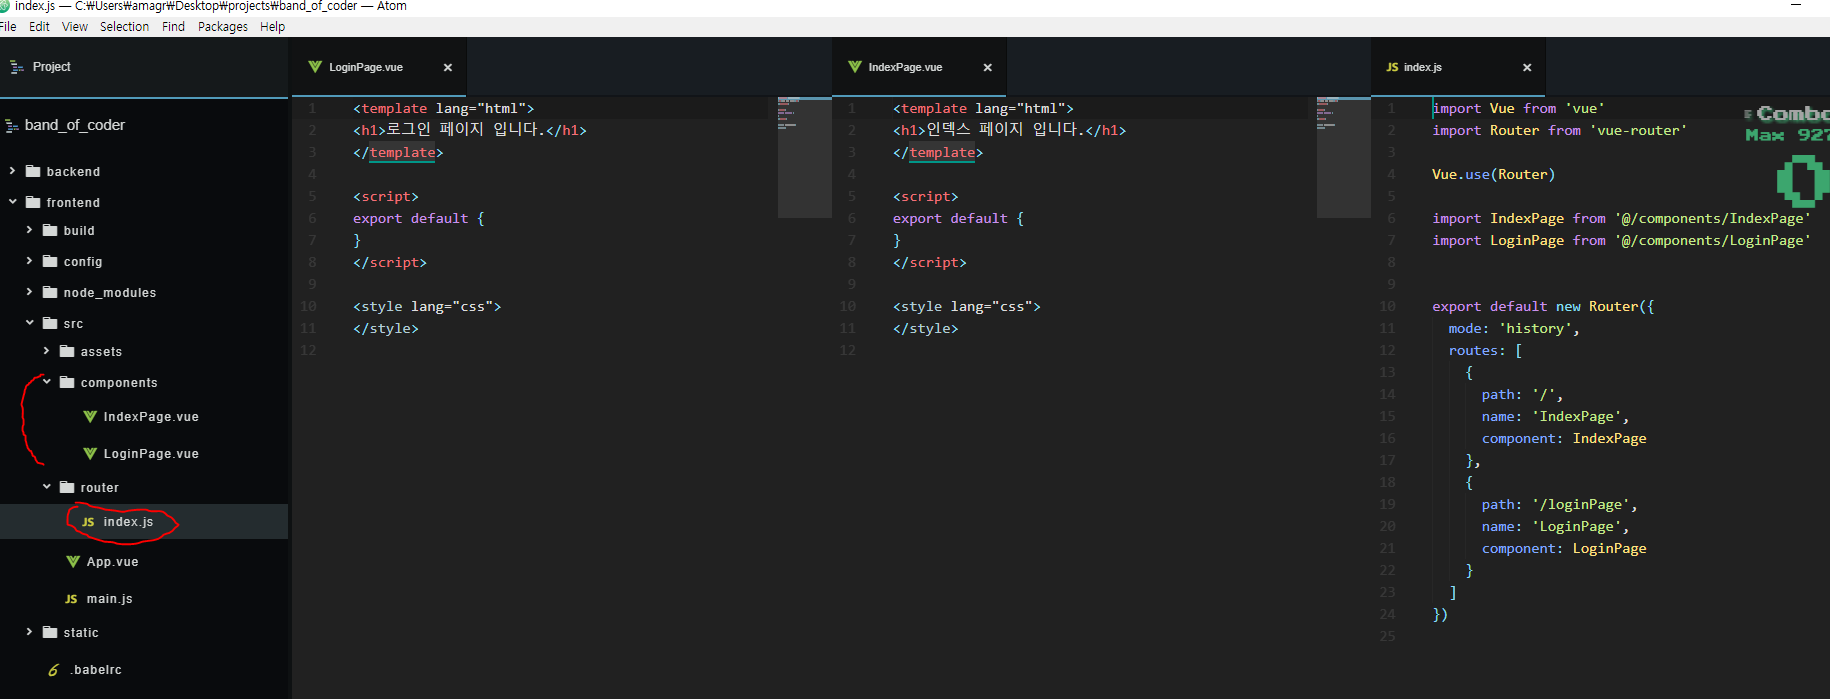 index.js — C:₩Users₩amagr₩Desktop₩projects₩band_of_coder — Atom
File Edit View Selection Find Packages Help
Project
band_of_coder
backend
frontend
build
config
node_modules
src
assets
components
IndexPage.vue
LoginPage.vue
router
JS index.js
App.vue
JS main.js
static
6 .babelrc
LoginPage.vue ×
1 <template lang="html">
2 <h1>로그인 페이지 입니다.</h1>
3 </template>
4
5 <script>
6 export default {
7 }
8 </script>
9
10 <style lang="css">
11 </style>
12
IndexPage.vue ×
1 <template lang="html">
2 <h1>인덱스 페이지 입니다.</h1>
3 </template>
4
5 <script>
6 export default {
7 }
8 </script>
9
10 <style lang="css">
11 </style>
12
JS index.js ×
1 import Vue from 'vue'
2 import Router from 'vue-router'
3
4 Vue.use(Router)
5
6 import IndexPage from '@/components/IndexPage'
7 import LoginPage from '@/components/LoginPage'
8
9
10 export default new Router({
11 mode: 'history',
12 routes: [
13 {
14 path: '/',
15 name: 'IndexPage',
16 component: IndexPage
17 },
18 {
19 path: '/loginPage',
20 name: 'LoginPage',
21 component: LoginPage
22 }
23 ]
24 })
25
Combo
Max 927
0